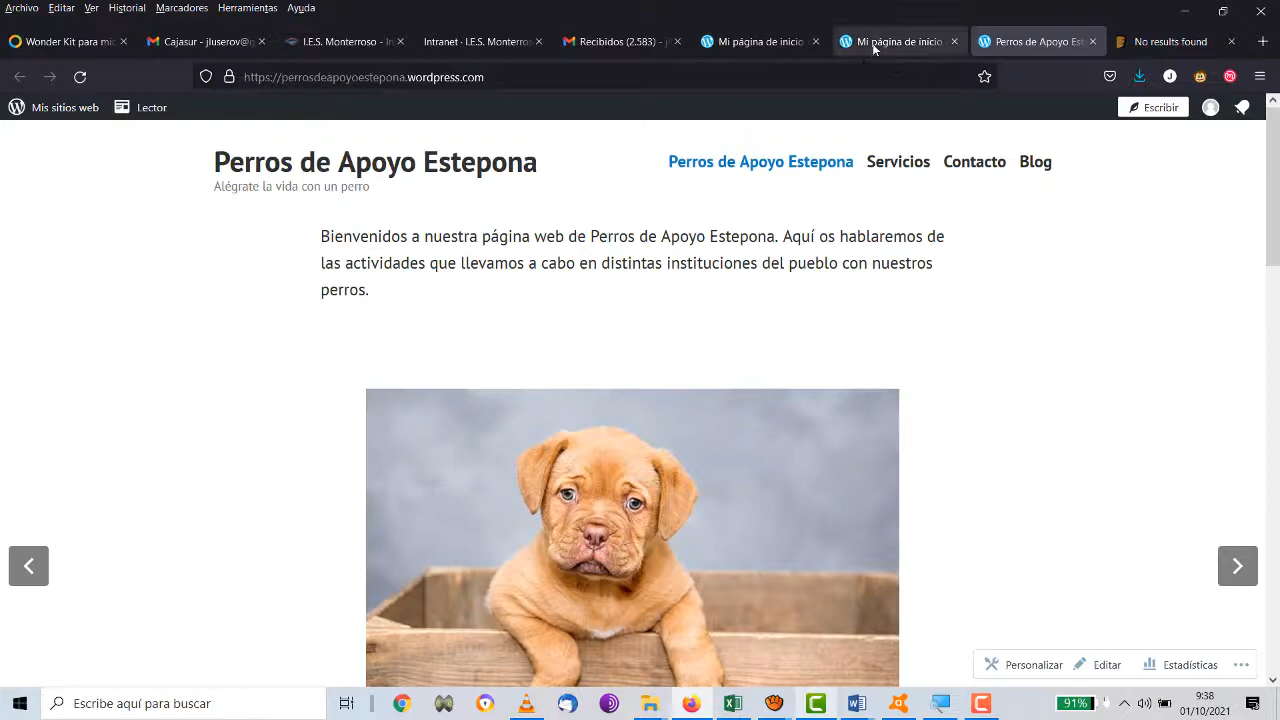 Archivo Editar Ver Historial Marcadores Herramientas Ayuda
Wonder Kit para mic
Cajasur - jluserov@g
I.E.S. Monterroso - In
Intranet - I.E.S. Monterros
Recibidos (2.583) - jl
Mi página de inicio
Mi página de inicio
Perros de Apoyo Est
No results found
https://perrosdeapoyoestepona.wordpress.com
Mis sitios web
Lector
Escribir
Perros de Apoyo Estepona
Alégrate la vida con un perro
Perros de Apoyo Estepona Servicios Contacto Blog
Bienvenidos a nuestra página web de Perros de Apoyo Estepona. Aquí os hablaremos de
las actividades que llevamos a cabo en distintas instituciones del pueblo con nuestros
perros.
Personalizar
Editar
Estadísticas
Escribe aquí para buscar
91%
9:38
01/10/2021